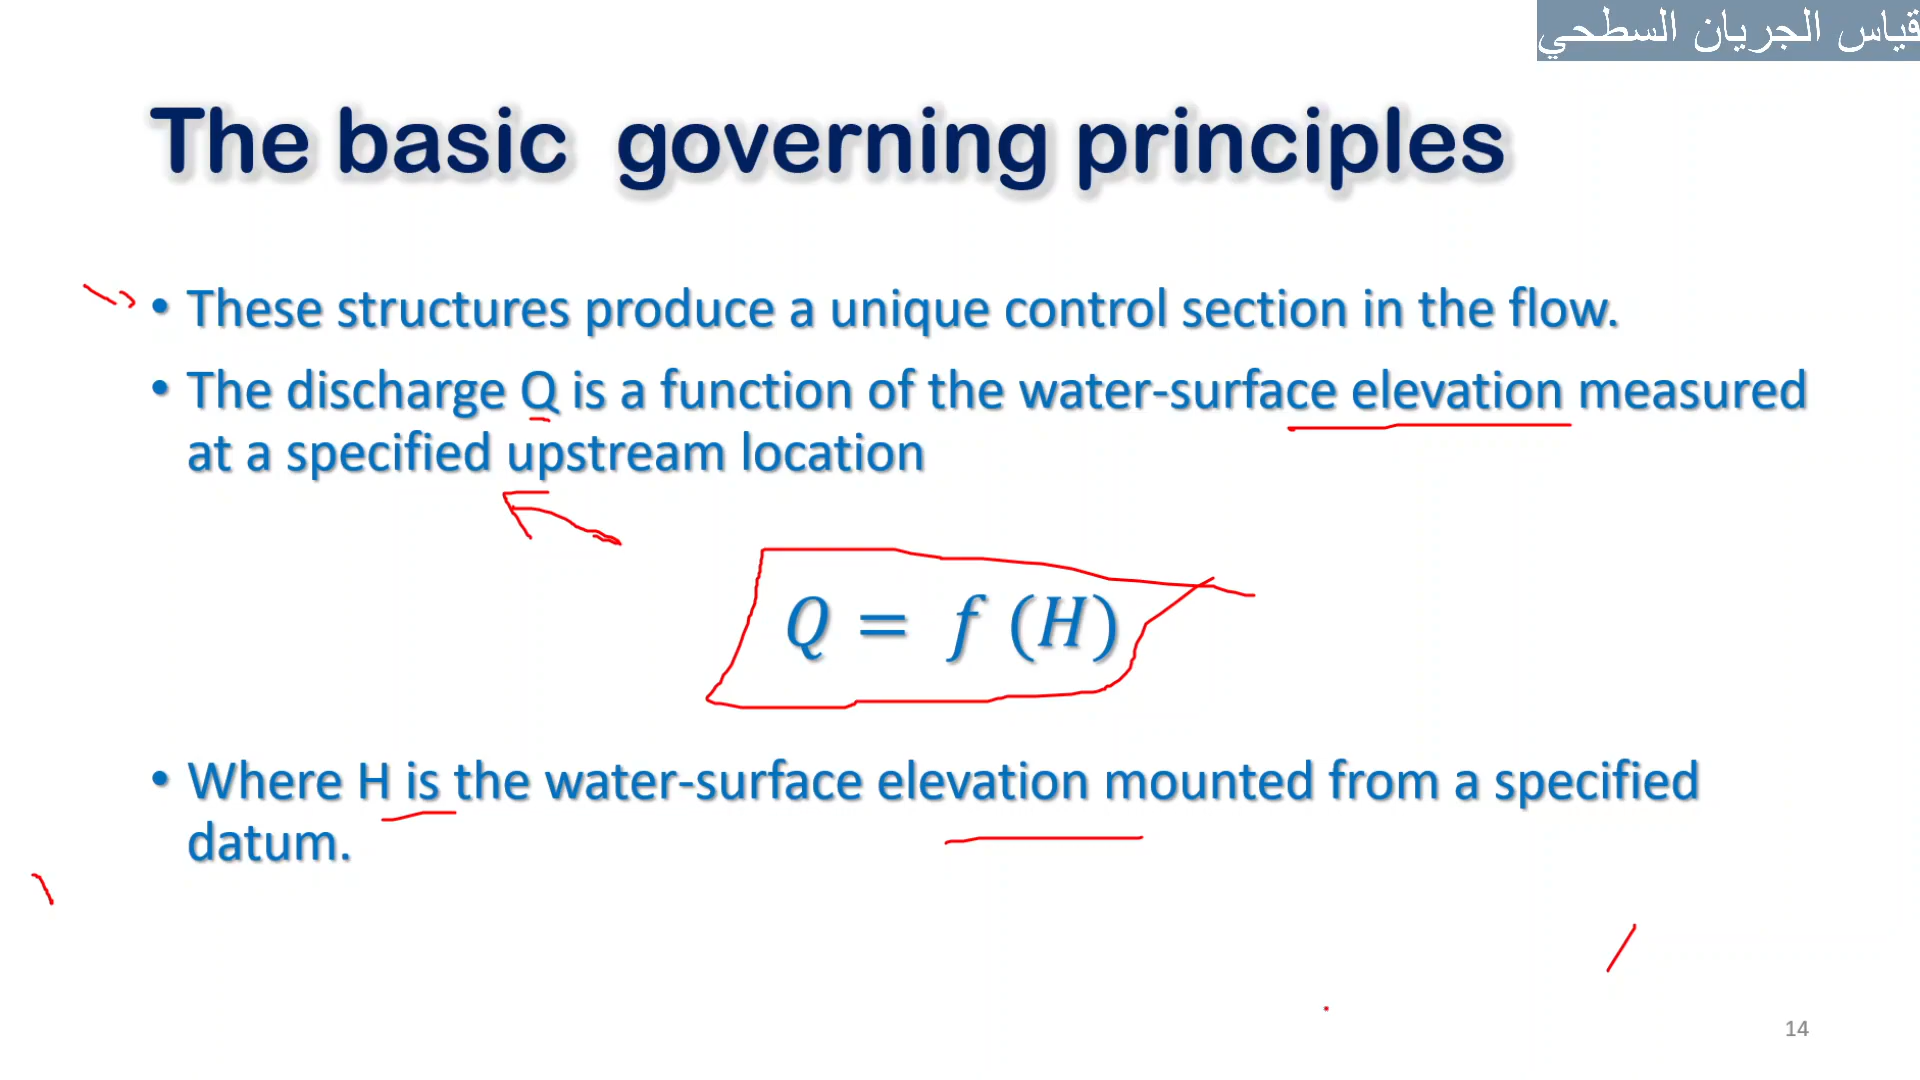 قياس الجريان السطحي
The basic governing principles
• These structures produce a unique control section in the flow.
• The discharge Q is a function of the water-surface elevation measured
at a specified upstream location
Q = f (H)
• Where H is the water-surface elevation mounted from a specified
datum.
14